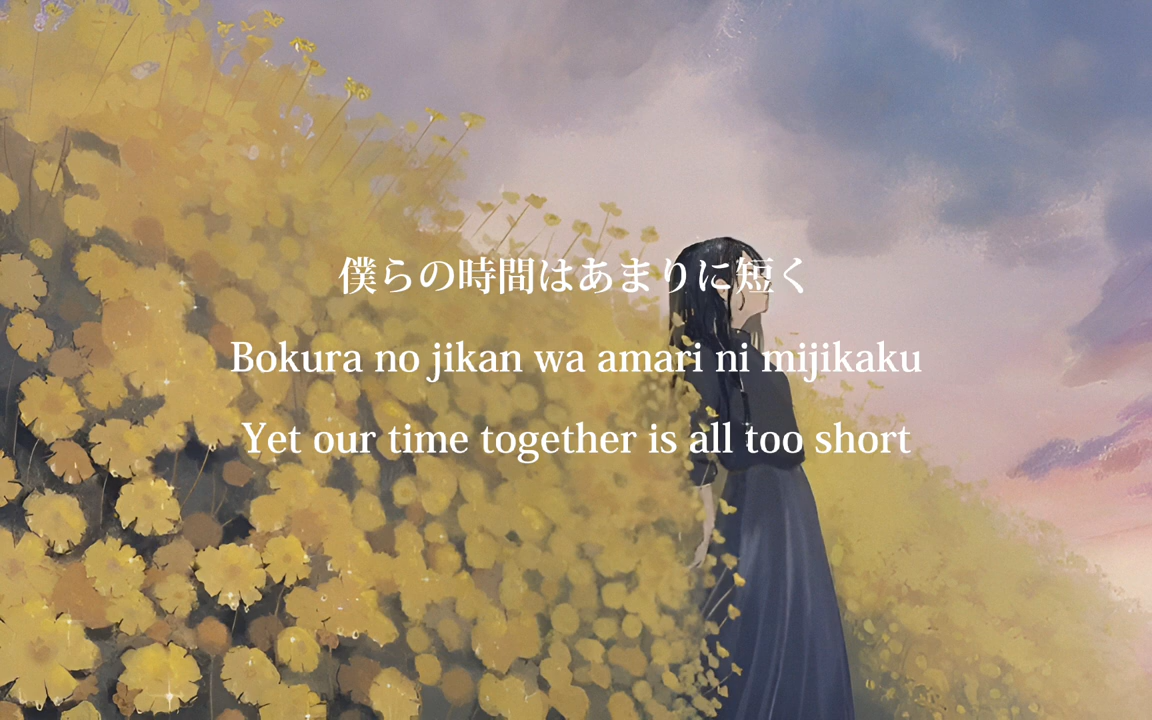 僕らの時間はあまりに短く
Bokura no jikan wa amari ni mijikaku
Yet our time together is all too short